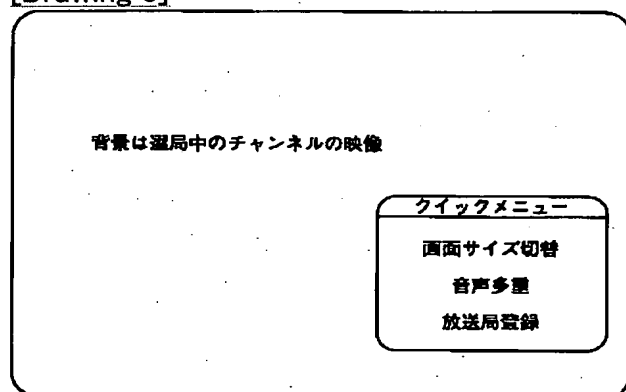 背景は選局中のチャンネルの映像
クイックメニュー
画面サイズ切替
音声多重
放送局登録